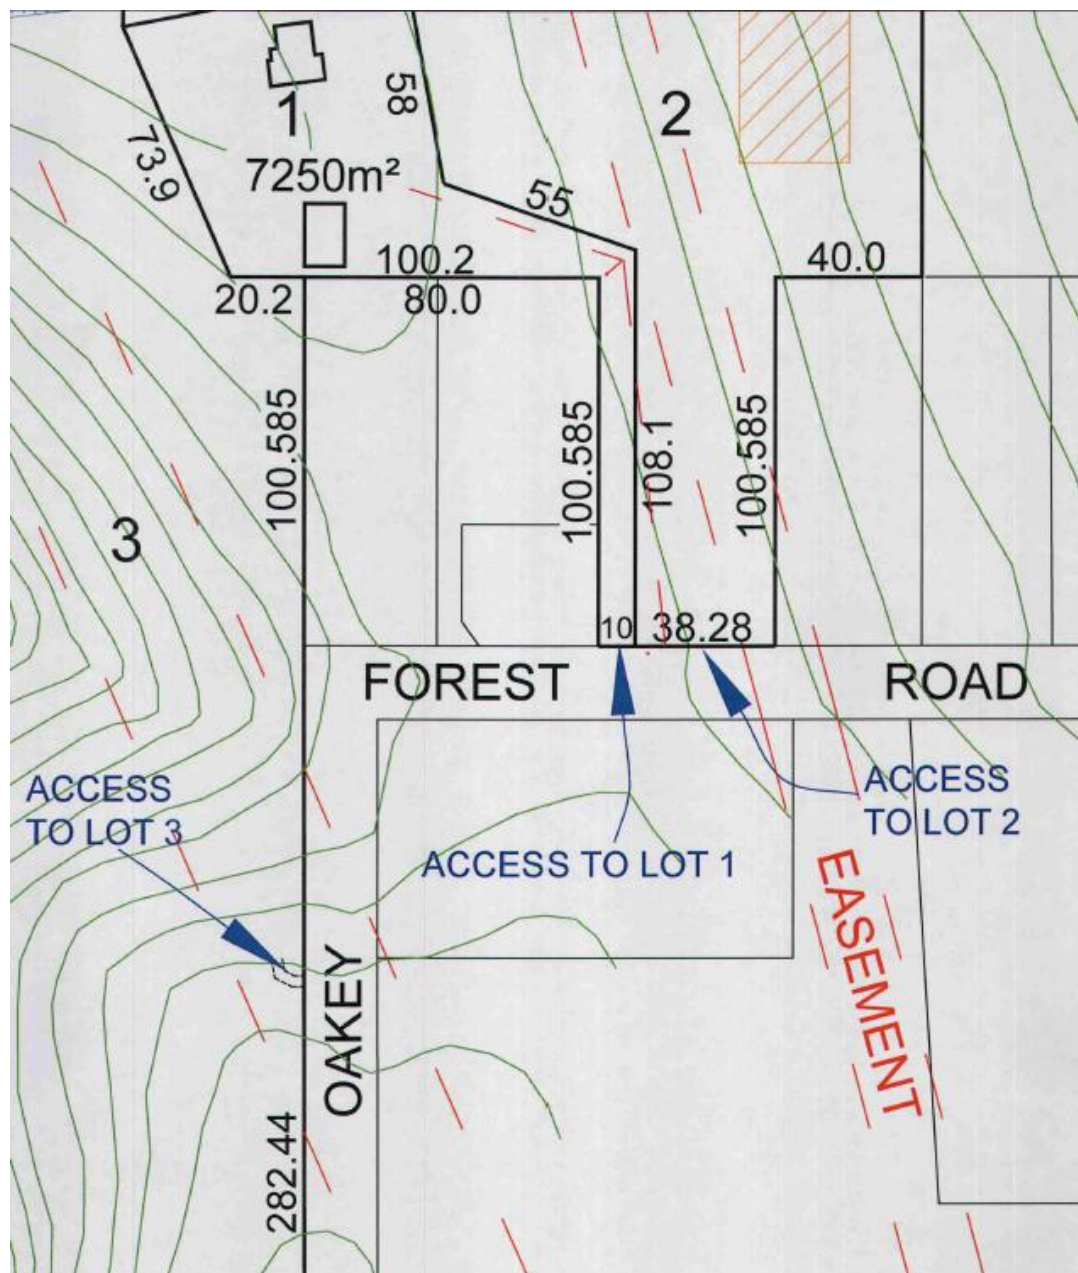 58
1
2
73.9
7250m²
55
100.2
40.0
20.2
80.0
100.585
100.585
108.1
100.585
3
10
38.28
FOREST ROAD
ACCESS
TO LOT 3
ACCESS
TO LOT 2
ACCESS TO LOT 1
EASEMENT
OAKEY
282.44